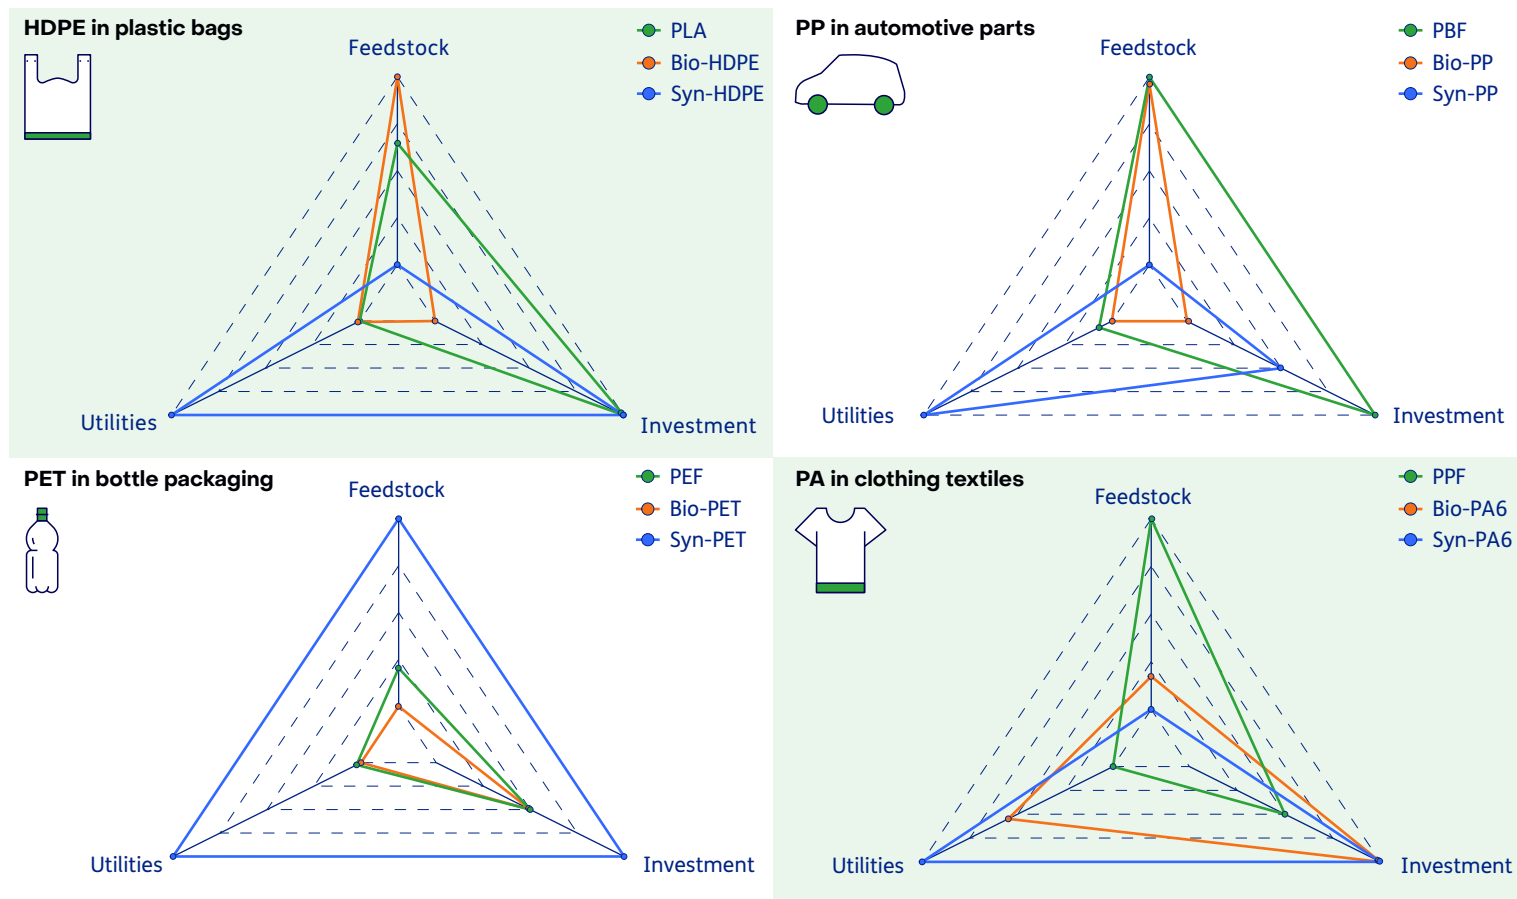 HDPE in plastic bags
Feedstock
PLA
Bio-HDPE
Syn-HDPE
Utilities
Investment
PP in automotive parts
Feedstock
PBF
Bio-PP
Syn-PP
Utilities
Investment
PET in bottle packaging
Feedstock
PEF
Bio-PET
Syn-PET
Utilities
Investment
PA in clothing textiles
Feedstock
PPF
Bio-PA6
Syn-PA6
Utilities
Investment